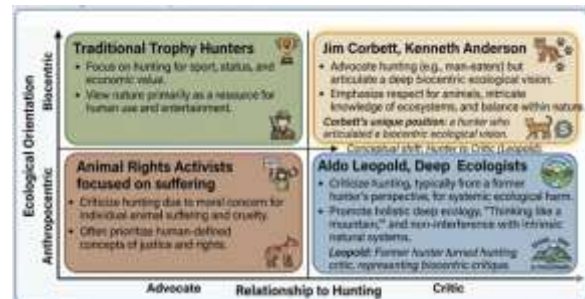 Ecological Orientation
Biocentric
Anthropocentric
Traditional Trophy Hunters
• Focus on hunting for sport, status, and
economic value.
• View nature primarily as a resource for
human use and entertainment.
Jim Corbett, Kenneth Anderson
• Advocate hunting (e.g., man-eaters) but
articulate a deep biocentric ecological vision.
• Emphasize respect for animals, intricate
knowledge of ecosystems, and balance within nature
Corbett's unique position: a hunter who
articulated a biocentric ecological vision.
Conceptual shift: Hunter to Critic (Leopold)
Animal Rights Activists
focused on suffering
• Criticize hunting due to moral concern for
individual animal suffering and cruelty.
• Often prioritize human-defined
concepts of justice and rights.
Aldo Leopold, Deep Ecologists
• Criticize hunting, typically from a former
hunter's perspective, for systemic ecological harm.
• Promote holistic deep ecology, "Thinking like a
mountain," and non-interference with intrinsic
natural systems.
Leopold: Former hunter turned hunting
critic, representing biocentric critique.
Advocate
Relationship to Hunting
Critic